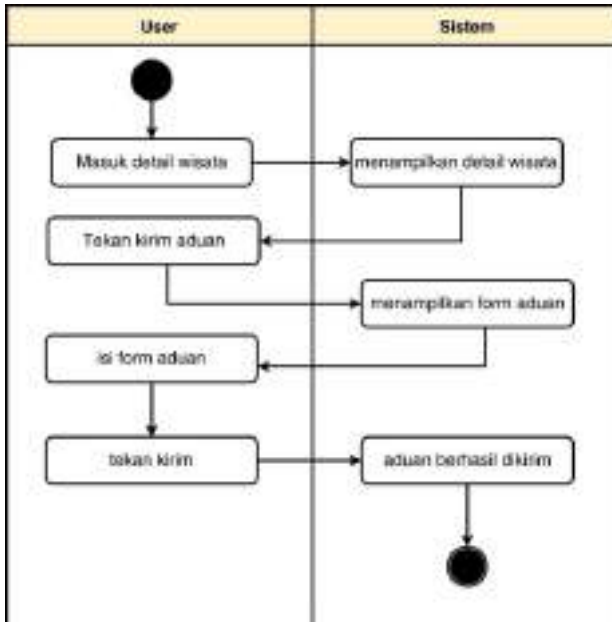 User
Sistem
Masuk detail wisata
menampilkan detail wisata
Tekan kirim aduan
menampilkan form aduan
isi form aduan
tekan kirim
aduan berhasil dikirim